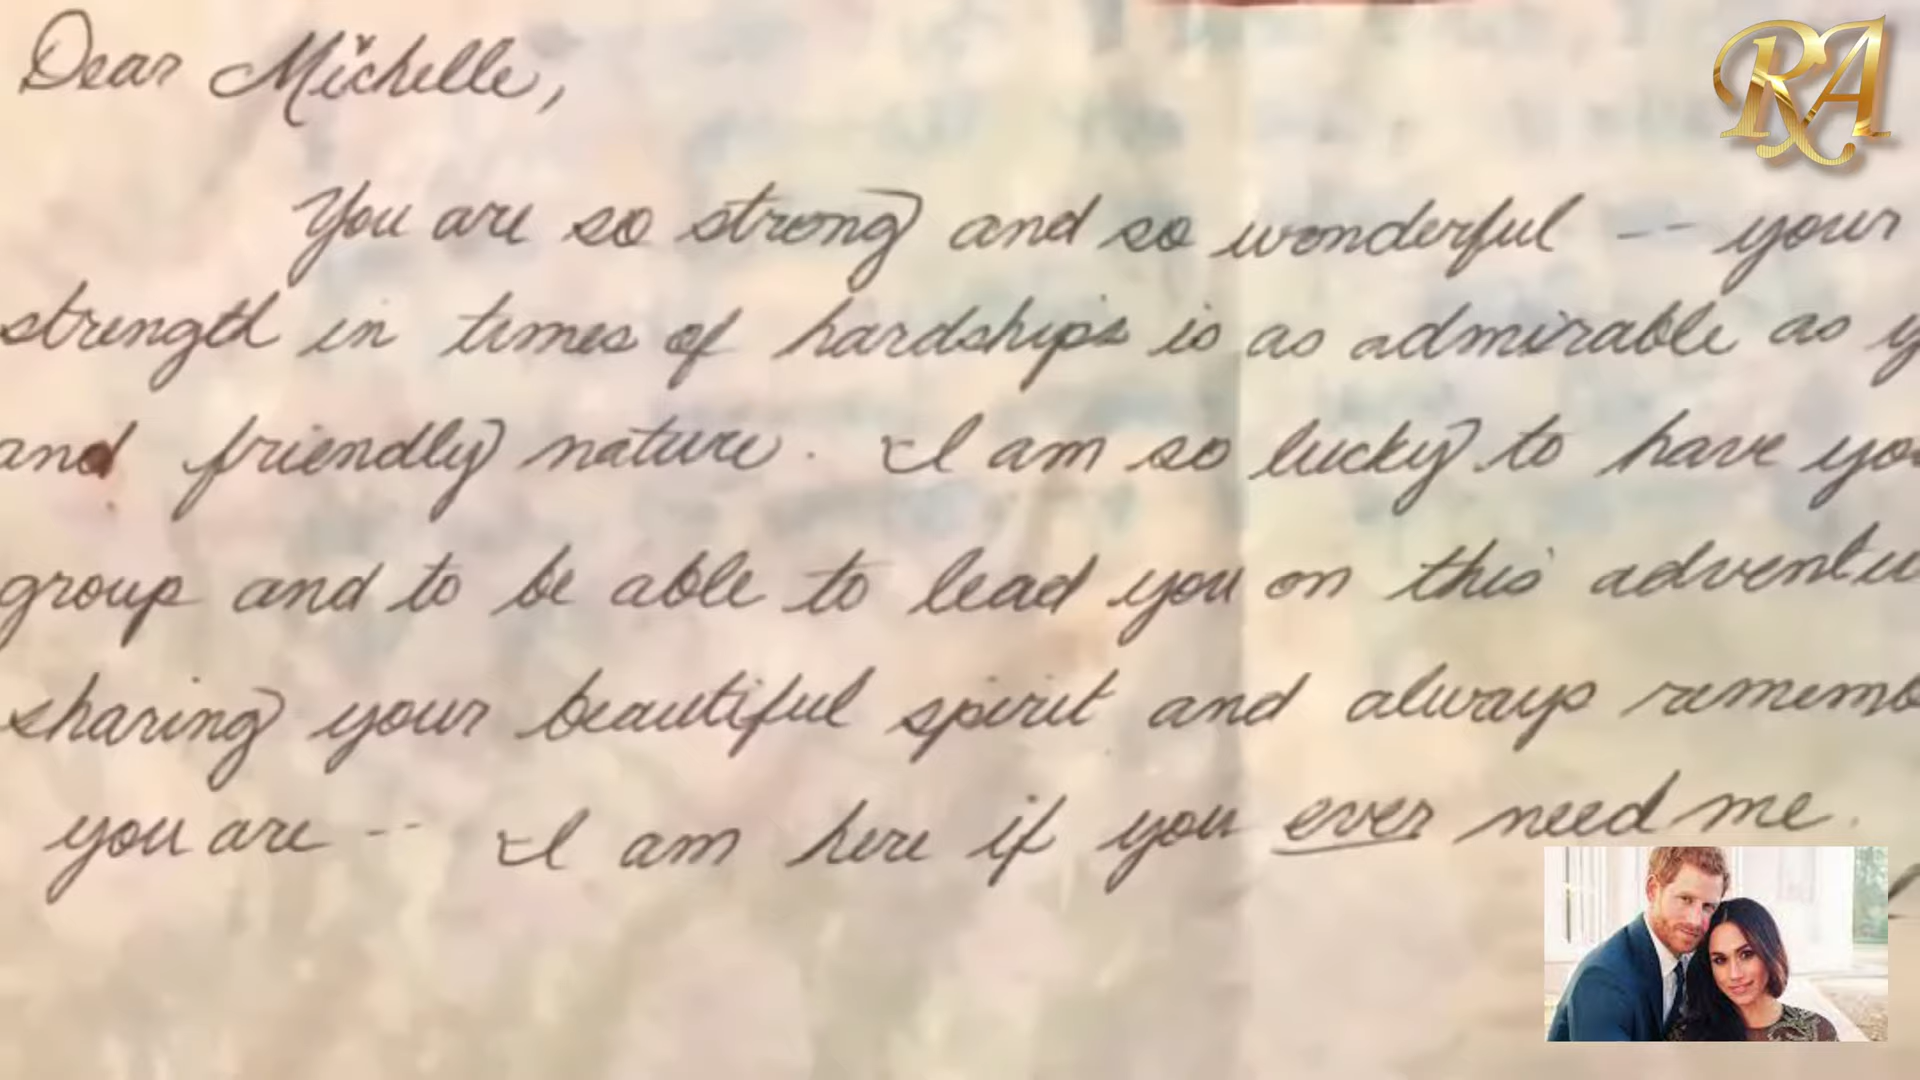 RA
Dear Michelle,
You are so strong and so wonderful -- your
strength in times of hardships is as admirable as
and friendly nature. I am so lucky to have
group and to be able to lead you on this
sharing your beautiful spirit and always
you are -- I am here if you ever need me.